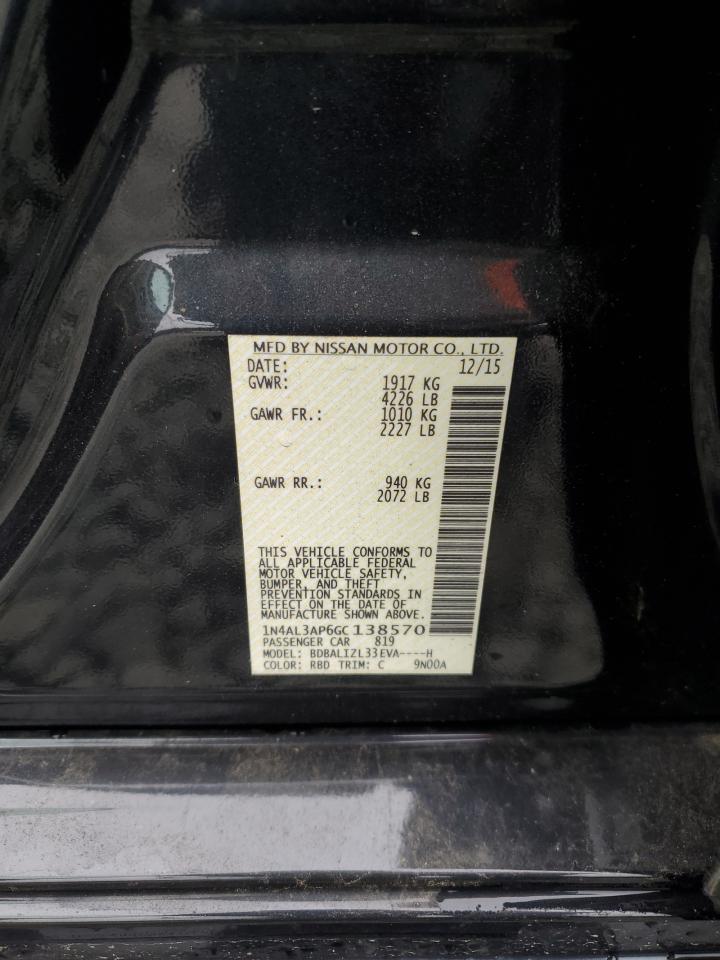 MFD BY NISSAN MOTOR CO., LTD.
DATE: 12/15
GVWR: 1917 KG
4226 LB
GAWR FR.: 1010 KG
2227 LB
GAWR RR.: 940 KG
2072 LB
THIS VEHICLE CONFORMS TO
ALL APPLICABLE FEDERAL
MOTOR VEHICLE SAFETY,
BUMPER, AND THEFT
PREVENTION STANDARDS IN
EFFECT ON THE DATE OF
MANUFACTURE SHOWN ABOVE.
1N4AL3AP6GC138570
PASSENGER CAR 819
MODEL: BDBALIZL33EVA----H
COLOR: RBD TRIM: C 9N00A